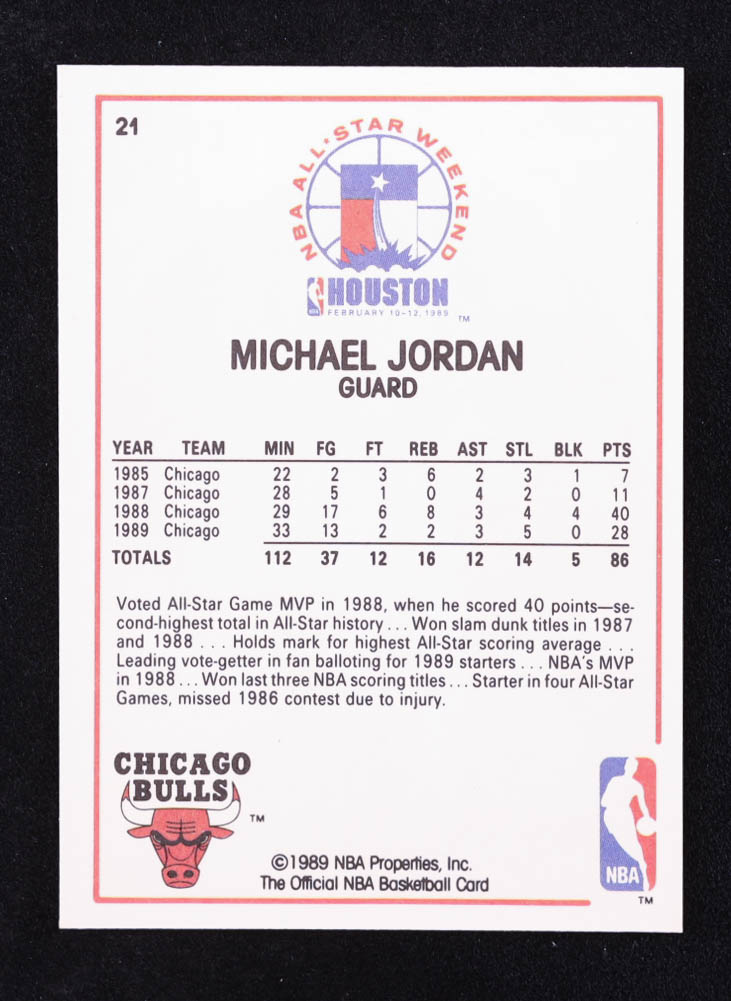 21
NBA ALL·STAR WEEKEND
NBA
HOUSTON
FEBRUARY 10-12, 1989 TM
MICHAEL JORDAN
GUARD
YEAR TEAM MIN FG FT REB AST STL BLK PTS
1985 Chicago 22 2 3 6 2 3 1 7
1987 Chicago 28 5 1 0 4 2 0 11
1988 Chicago 29 17 6 8 3 4 4 40
1989 Chicago 33 13 2 2 3 5 0 28
TOTALS 112 37 12 16 12 14 5 86
Voted All-Star Game MVP in 1988, when he scored 40 points—se-
cond-highest total in All-Star history . . . Won slam dunk titles in 1987
and 1988 . . . Holds mark for highest All-Star scoring average . . .
Leading vote-getter in fan balloting for 1989 starters . . . NBA's MVP
in 1988 . . . Won last three NBA scoring titles . . . Starter in four All-Star
Games, missed 1986 contest due to injury.
CHICAGO
BULLS
TM
©1989 NBA Properties, Inc.
The Official NBA Basketball Card
NBA
TM